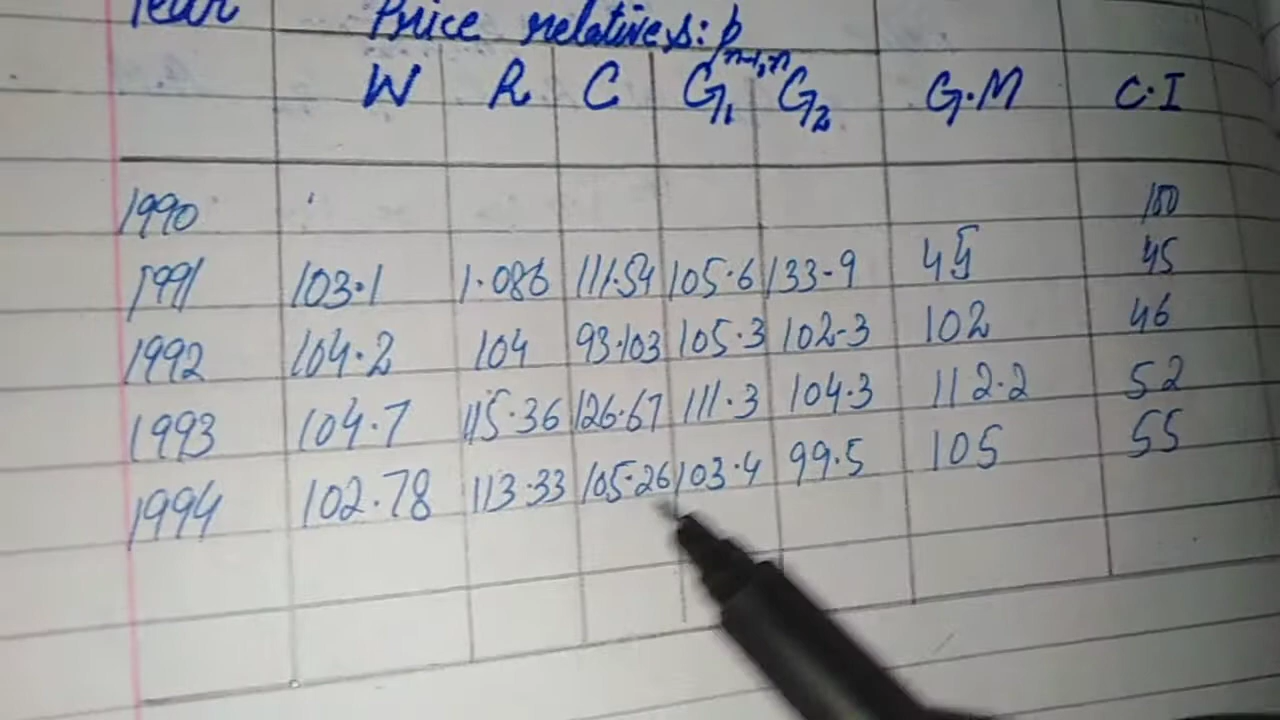 Year Price relatives: p n-1,n
W R C G1 G2 G.M C.I
1990 100
1991 103.1 1.086 111.54 105.6 133-9 45 45
1992 104.2 104 93.103 105.3 102-3 102 46
1993 104.7 115.36 126.67 111.3 104.3 112.2 52
1994 102.78 113.33 105.26 103.4 99.5 105 55